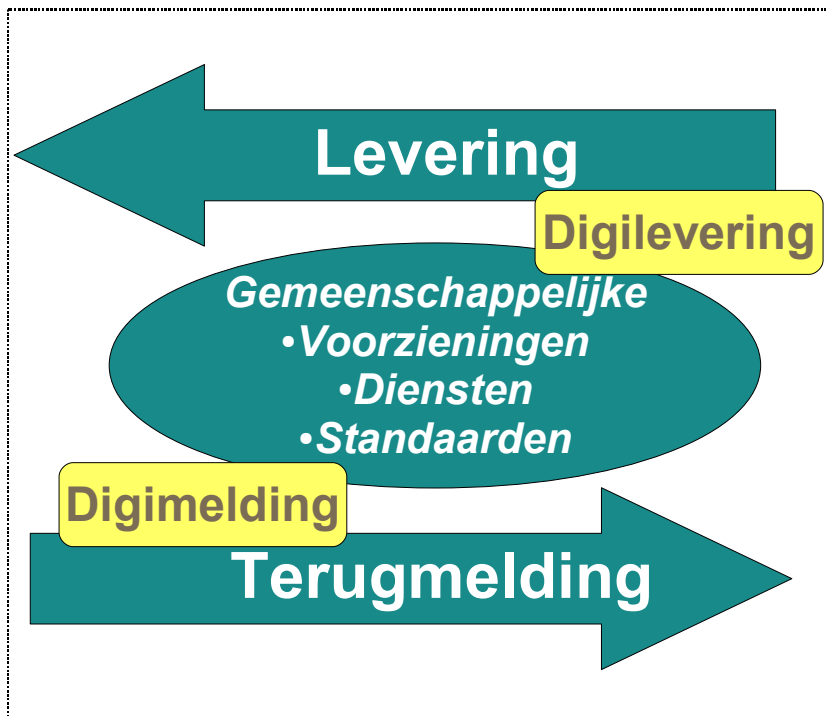 Levering
Digilevering
Gemeenschappelijke
•Voorzieningen
•Diensten
•Standaarden
Digimelding
Terugmelding